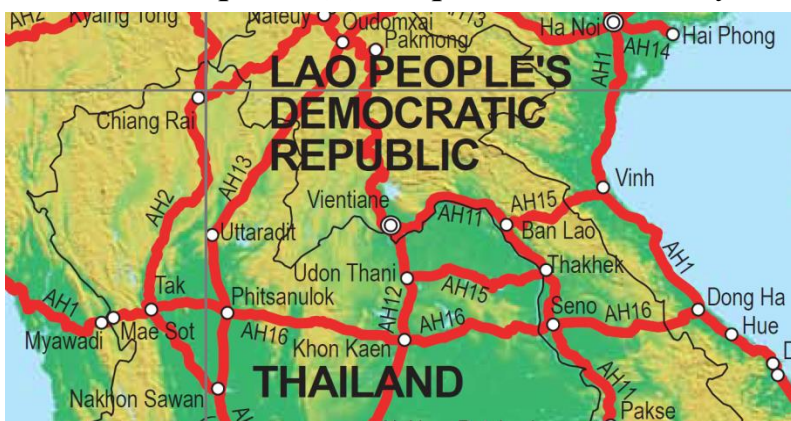 AH2
Kyaing Tong
Nateuy
Oudomxai
AH13
Ha Noi
AH14
Hai Phong
Pakmong
AH1
LAO PEOPLE'S
DEMOCRATIC
REPUBLIC
Chiang Rai
AH13
Vinh
AH2
Vientiane
AH11
AH15
Ban Lao
Uttaradit
AH1
Udon Thani
Thakhek
Tak
AH15
AH1
Phitsanulok
AH12
Seno
AH16
Dong Ha
Myawadi
Mae Sot
AH16
Khon Kaen
AH16
Hue
Nakhon Sawan
THAILAND
AH11
Pakse